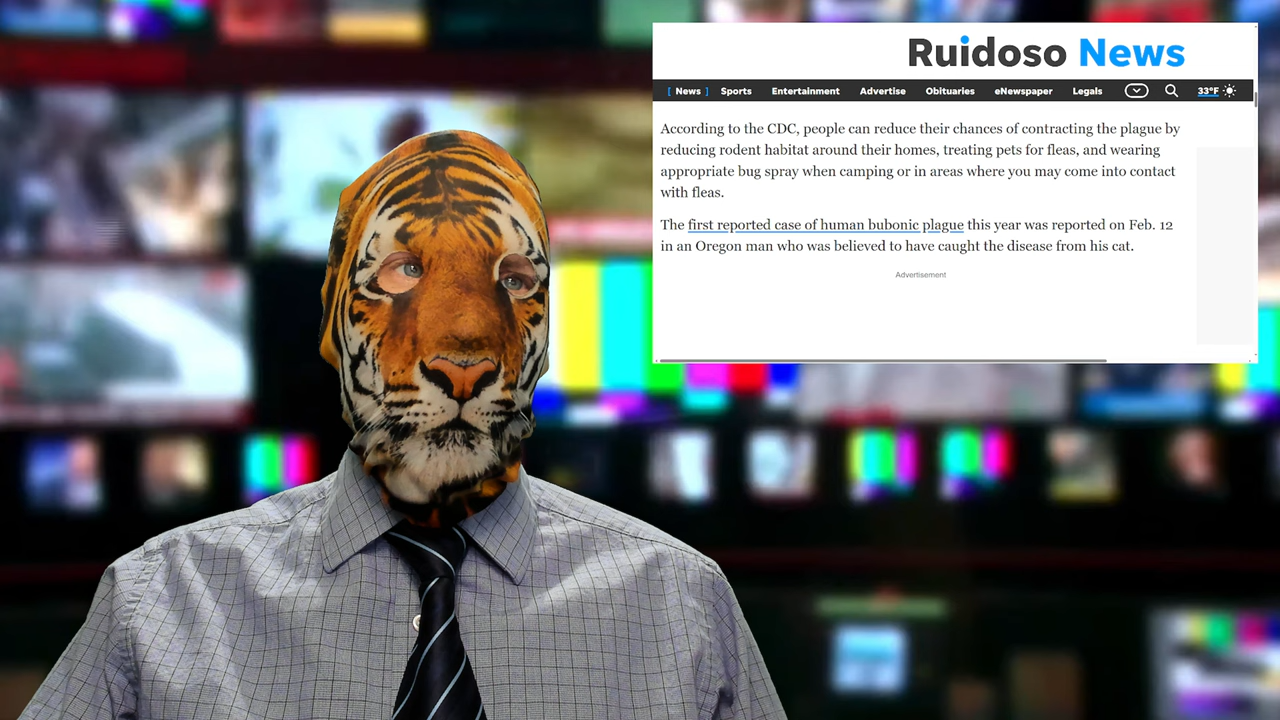 Ruidoso News
[ News ] Sports Entertainment Advertise Obituaries eNewspaper Legals 33°F
According to the CDC, people can reduce their chances of contracting the plague by
reducing rodent habitat around their homes, treating pets for fleas, and wearing
appropriate bug spray when camping or in areas where you may come into contact
with fleas.
The first reported case of human bubonic plague this year was reported on Feb. 12
in an Oregon man who was believed to have caught the disease from his cat.
Advertisement